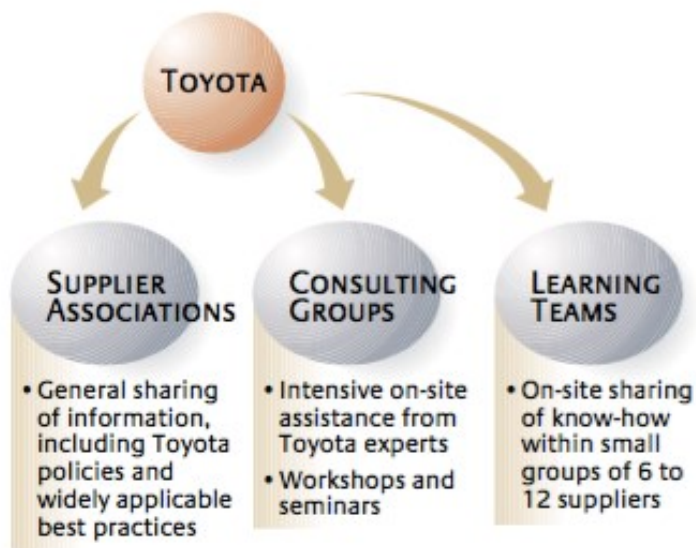 TOYOTA
SUPPLIER
ASSOCIATIONS
• General sharing
of information,
including Toyota
policies and
widely applicable
best practices
CONSULTING
GROUPS
• Intensive on-site
assistance from
Toyota experts
• Workshops and
seminars
LEARNING
TEAMS
• On-site sharing
of know-how
within small
groups of 6 to
12 suppliers